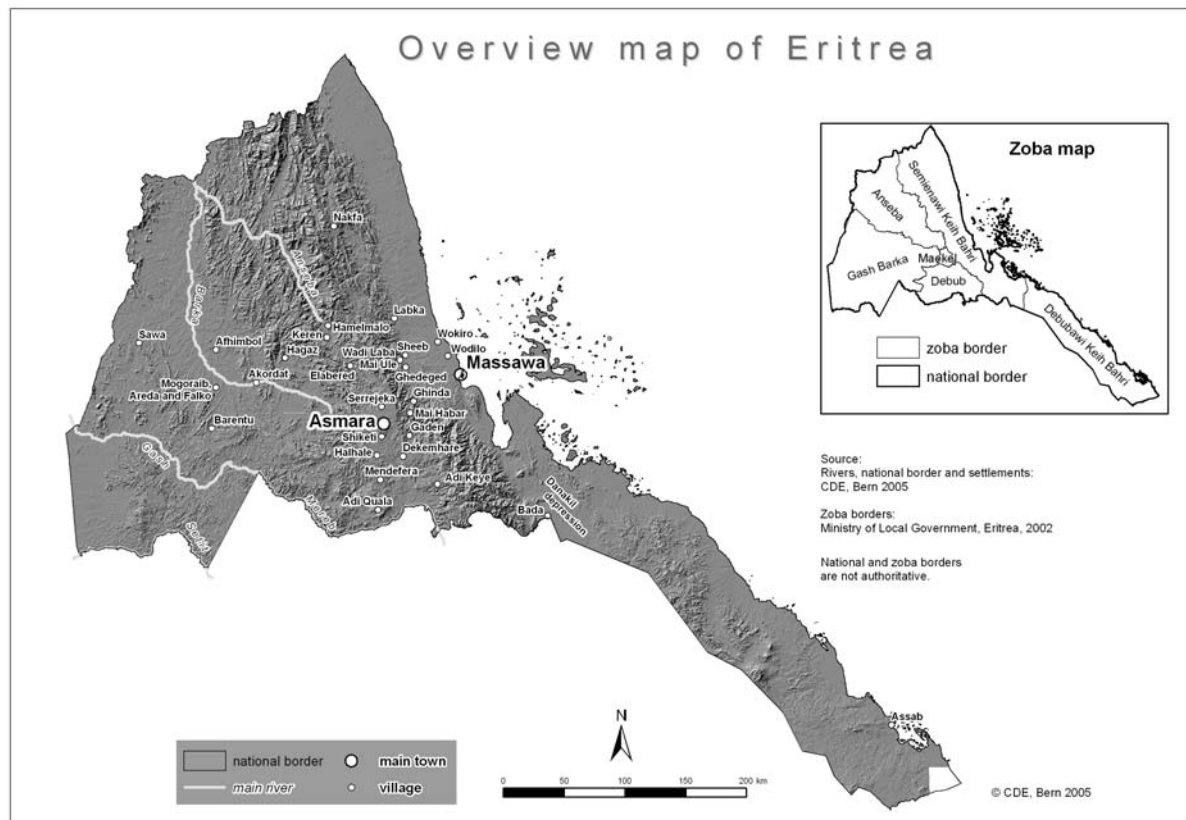 Overview map of Eritrea
Zoba map
Semienawi Keih Bahri
Anseba
Maekel
Gash Barka
Debub
Debubawi Keih Bahri
zoba border
national border
Nakfa
Anseba
Barka
Labka
Hamelmalo
Sawa
Keren
Wokiro
Afhimbol
Hagaz
Wadi Laba
Sheeb
Wodilo
Mai Ule
Massawa
Elabered
Ghedeged
Akordat
Mogoraib,
Areda and Falko
Ghinda
Serrejeka
Mai Habar
Barentu
Asmara
Gaden
Shiketi
Halhale
Dekemhare
Gash
Mendefera
Adi Keye
Danakil
depression
Mereb
Adi Quala
Bada
Setit
Source:
Rivers, national border and settlements:
CDE, Bern 2005
Zoba borders:
Ministry of Local Government, Eritrea, 2002
National and zoba borders
are not authoritative.
Assab
N
national border
main town
main river
village
0 50 100 150 200 km
© CDE, Bern 2005